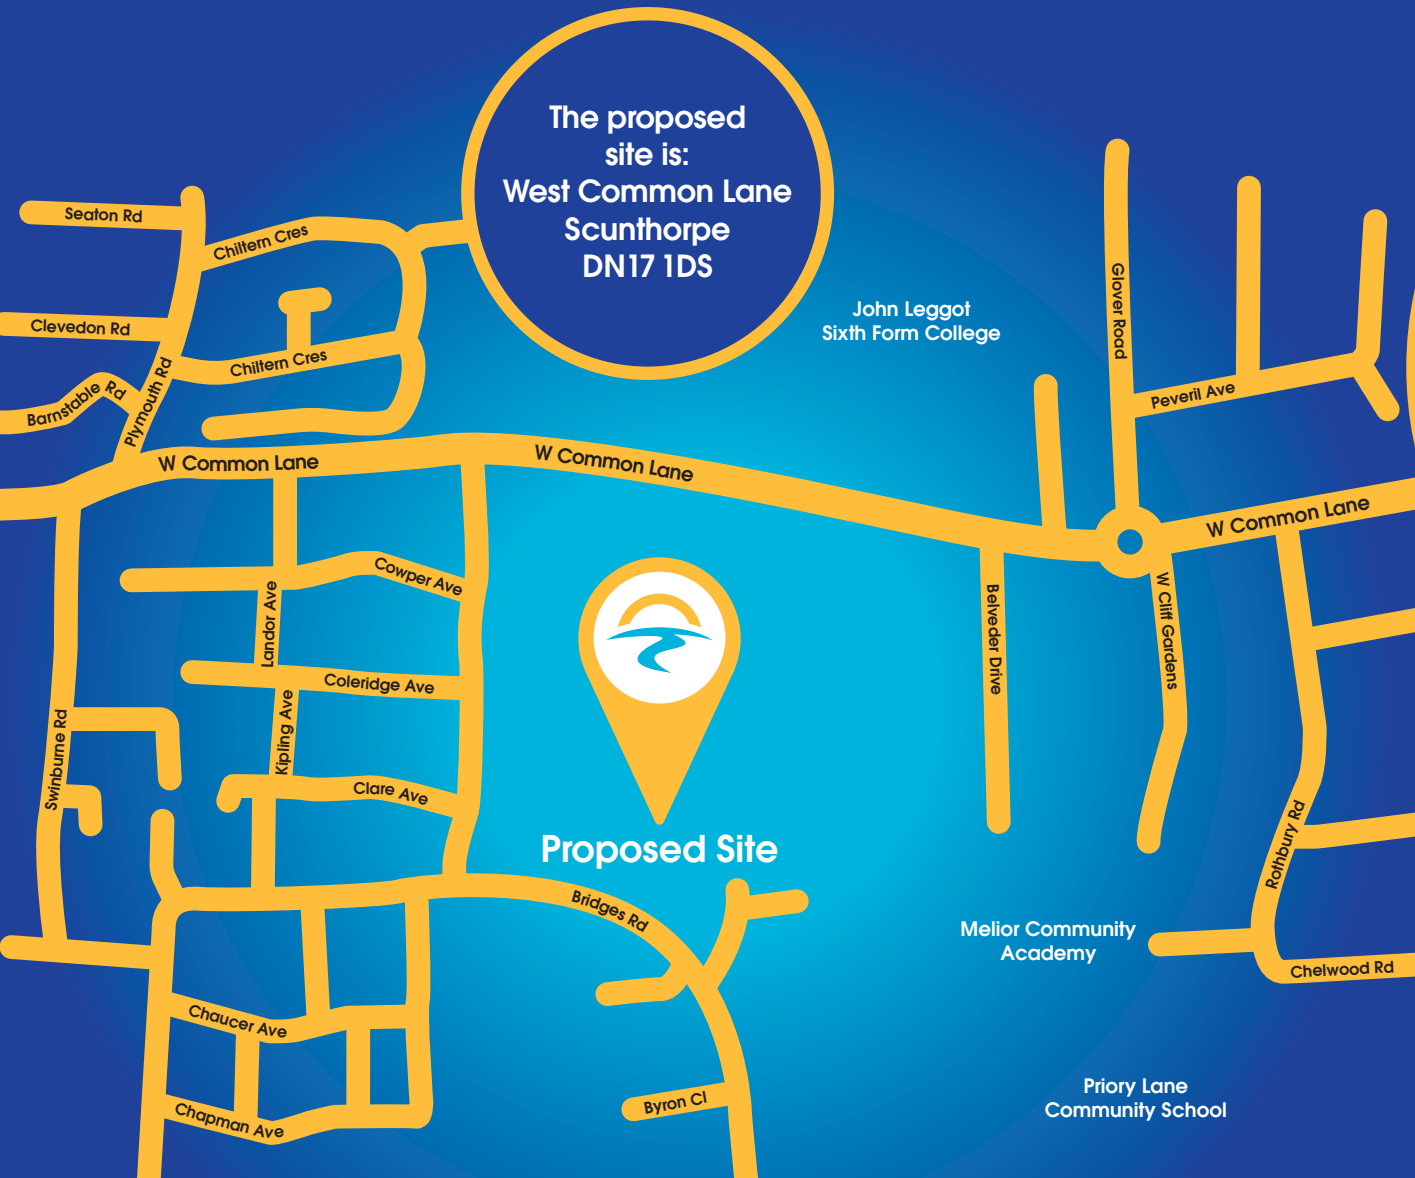 The proposed
site is:
West Common Lane
Scunthorpe
DN17 1DS
Seaton Rd
Chiltern Cres
John Leggot
Sixth Form College
Glover Road
Clevedon Rd
Chiltern Cres
Barnstable Rd
Plymouth Rd
Peveril Ave
W Common Lane
W Common Lane
W Common Lane
Cowper Ave
Landor Ave
Belveder Drive
W Cliff Gardens
Coleridge Ave
Kipling Ave
Swinburne Rd
Clare Ave
Proposed Site
Rothbury Rd
Bridges Rd
Melior Community
Academy
Chelwood Rd
Chaucer Ave
Chapman Ave
Byron Cl
Priory Lane
Community School